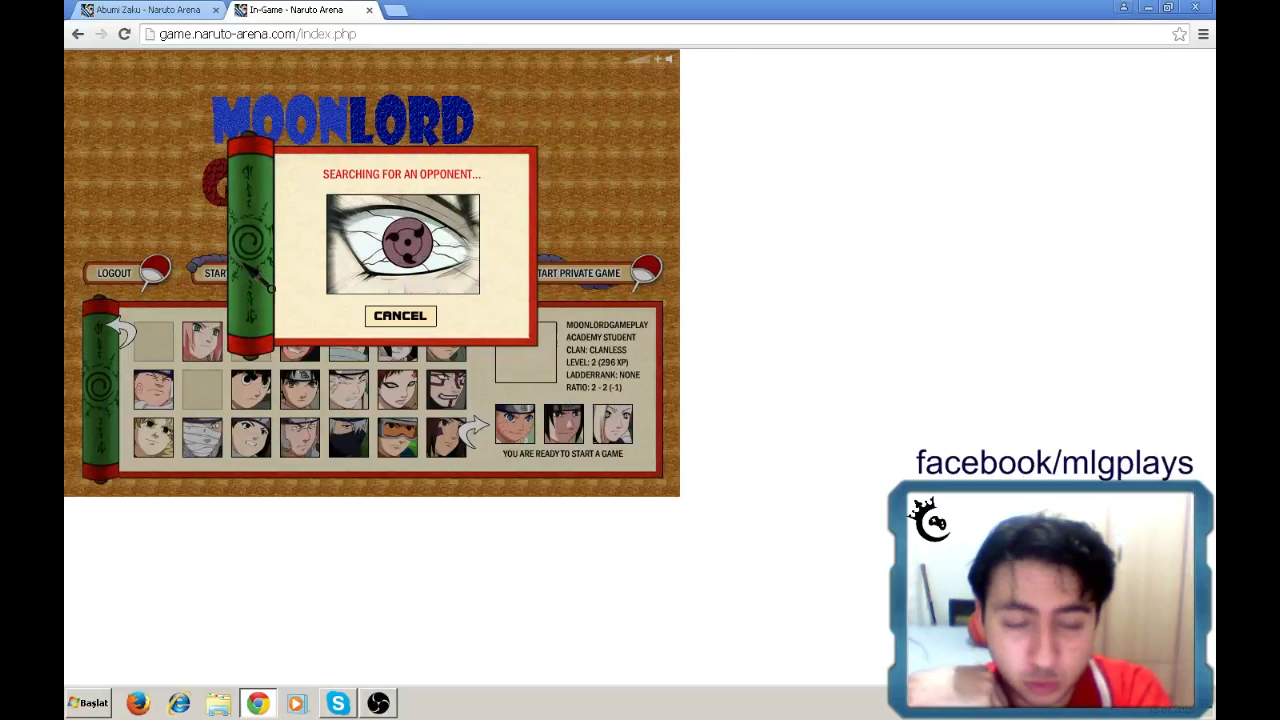 Abumi Zaku - Naruto Arena
In-Game - Naruto Arena
game.naruto-arena.com/index.php
MOONLORD
SEARCHING FOR AN OPPONENT...
LOGOUT
START
START PRIVATE GAME
CANCEL
MOONLORDGAMEPLAY
ACADEMY STUDENT
CLAN: CLANLESS
LEVEL: 2 (296 XP)
LADDERRANK: NONE
RATIO: 2 - 2 (-1)
YOU ARE READY TO START A GAME
facebook/mlgplays
Başlat